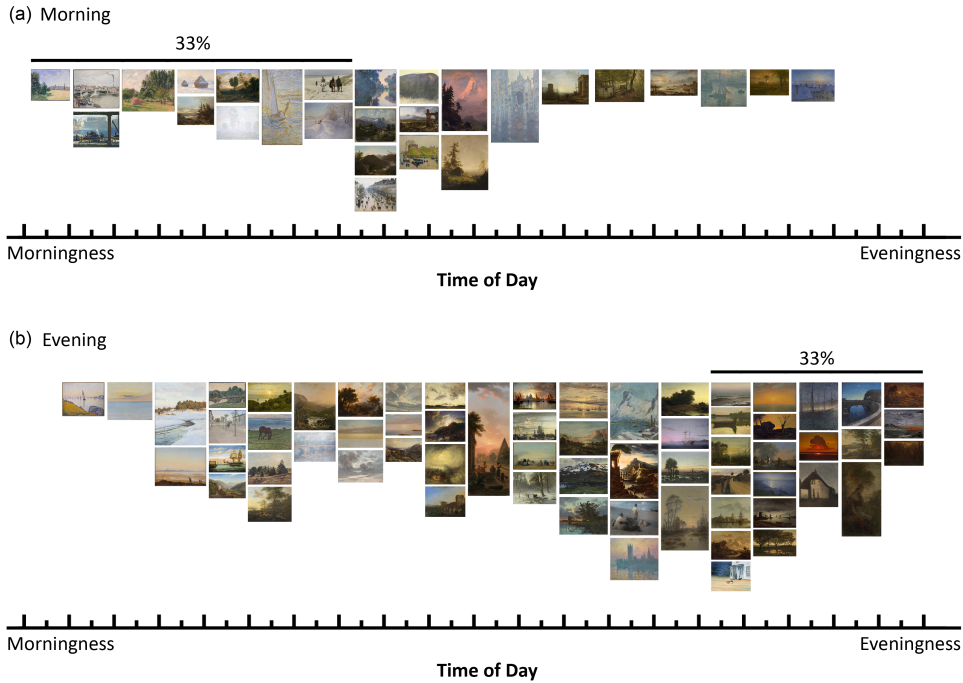 (a) Morning
33%
Morningness
Eveningness
Time of Day
(b) Evening
33%
Morningness
Eveningness
Time of Day